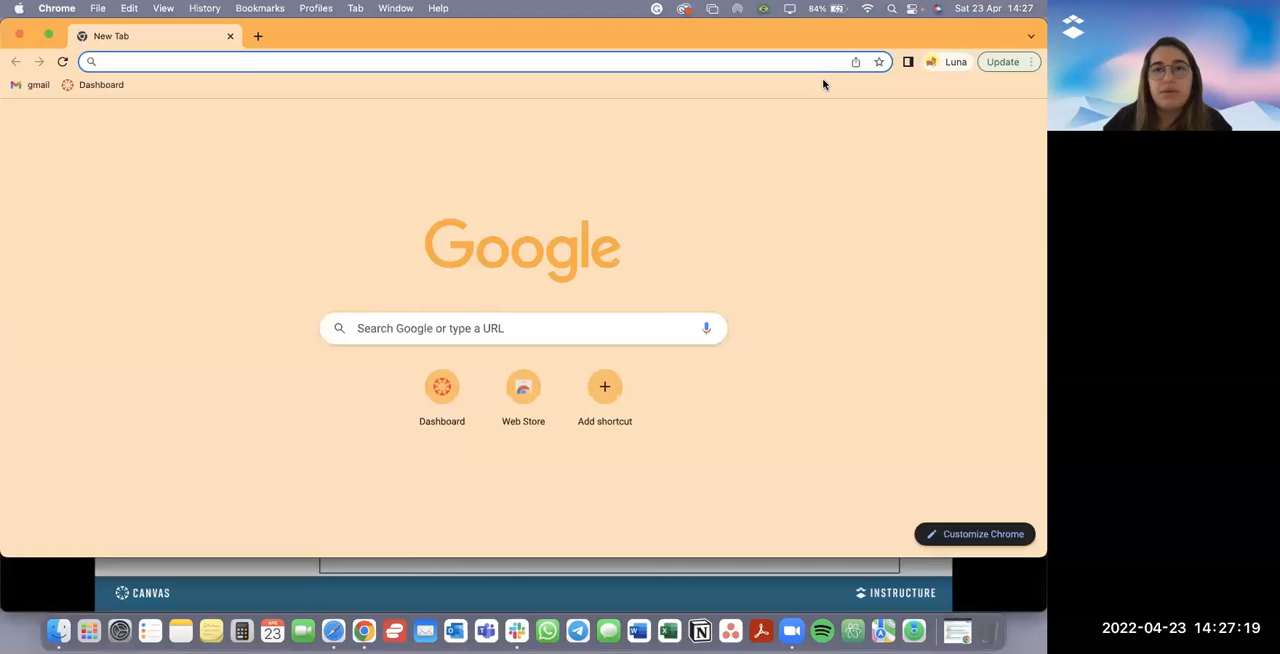 Chrome File Edit View History Bookmarks Profiles Tab Window Help 84% Sat 23 Apr 14:27
New Tab
Luna Update
gmail Dashboard
Google
Search Google or type a URL
Dashboard Web Store Add shortcut
Customize Chrome
CANVAS INSTRUCTURE
APR
23
2022-04-23 14:27:19